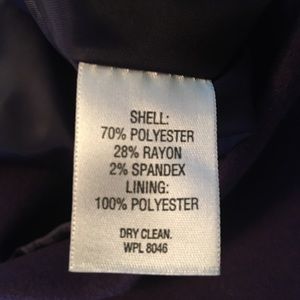 SHELL:
70% POLYESTER
28% RAYON
2% SPANDEX
LINING:
100% POLYESTER
DRY CLEAN.
WPL 8046